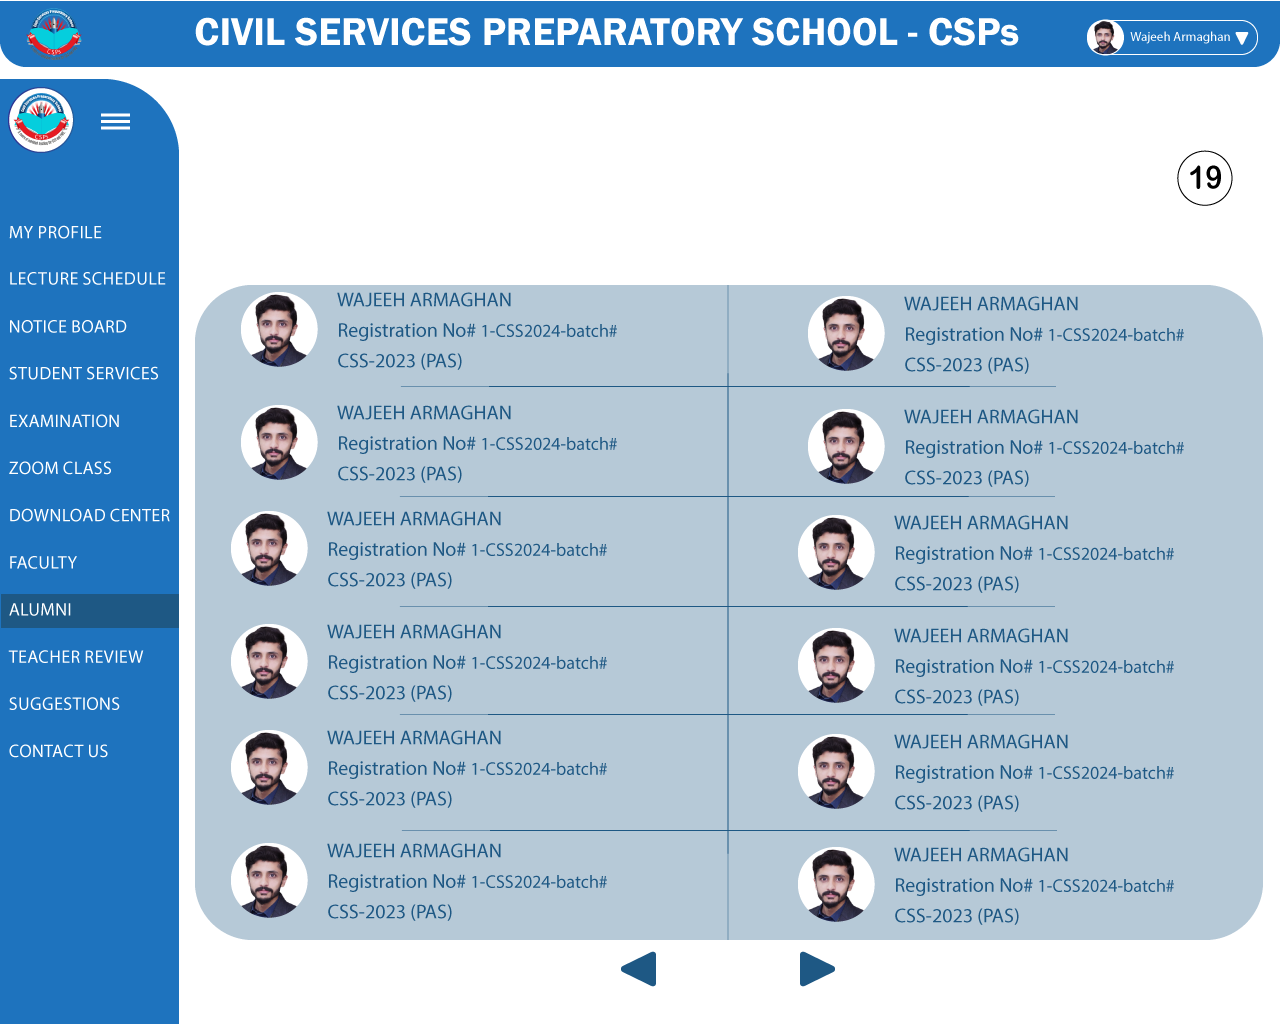 CIVIL SERVICES PREPARATORY SCHOOL - CSPs
Wajeeh Armaghan
CSPS
19
MY PROFILE
LECTURE SCHEDULE
NOTICE BOARD
STUDENT SERVICES
EXAMINATION
ZOOM CLASS
DOWNLOAD CENTER
FACULTY
ALUMNI
TEACHER REVIEW
SUGGESTIONS
CONTACT US
WAJEEH ARMAGHAN
Registration No# 1-CSS2024-batch#
CSS-2023 (PAS)
WAJEEH ARMAGHAN
Registration No# 1-CSS2024-batch#
CSS-2023 (PAS)
WAJEEH ARMAGHAN
Registration No# 1-CSS2024-batch#
CSS-2023 (PAS)
WAJEEH ARMAGHAN
Registration No# 1-CSS2024-batch#
CSS-2023 (PAS)
WAJEEH ARMAGHAN
Registration No# 1-CSS2024-batch#
CSS-2023 (PAS)
WAJEEH ARMAGHAN
Registration No# 1-CSS2024-batch#
CSS-2023 (PAS)
WAJEEH ARMAGHAN
Registration No# 1-CSS2024-batch#
CSS-2023 (PAS)
WAJEEH ARMAGHAN
Registration No# 1-CSS2024-batch#
CSS-2023 (PAS)
WAJEEH ARMAGHAN
Registration No# 1-CSS2024-batch#
CSS-2023 (PAS)
WAJEEH ARMAGHAN
Registration No# 1-CSS2024-batch#
CSS-2023 (PAS)
WAJEEH ARMAGHAN
Registration No# 1-CSS2024-batch#
CSS-2023 (PAS)
WAJEEH ARMAGHAN
Registration No# 1-CSS2024-batch#
CSS-2023 (PAS)